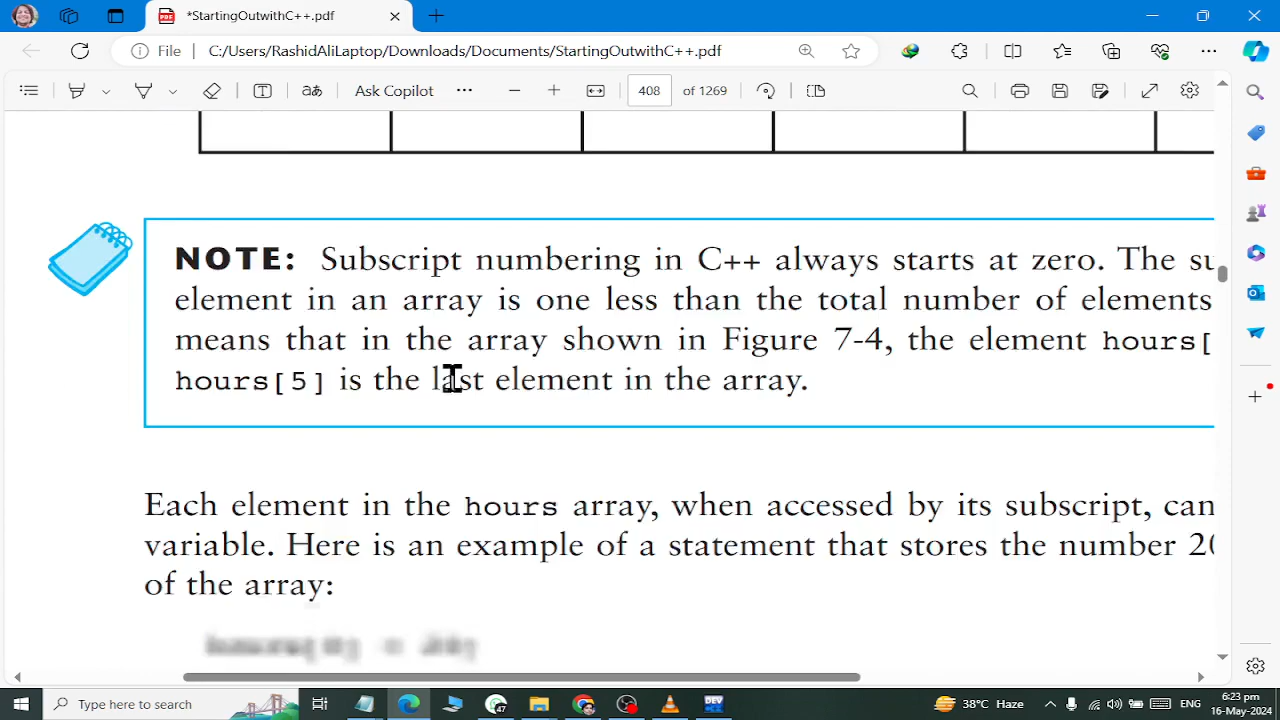 *StartingOutwithC++.pdf
File C:/Users/RashidAliLaptop/Downloads/Documents/StartingOutwithC++.pdf
Ask Copilot 408 of 1269
NOTE: Subscript numbering in C++ always starts at zero. The su
element in an array is one less than the total number of elements
means that in the array shown in Figure 7-4, the element hours[
hours[5] is the last element in the array.
Each element in the hours array, when accessed by its subscript, can
variable. Here is an example of a statement that stores the number 20
of the array:
Type here to search
38°C Haze
ENG
6:23 pm
16-May-2024